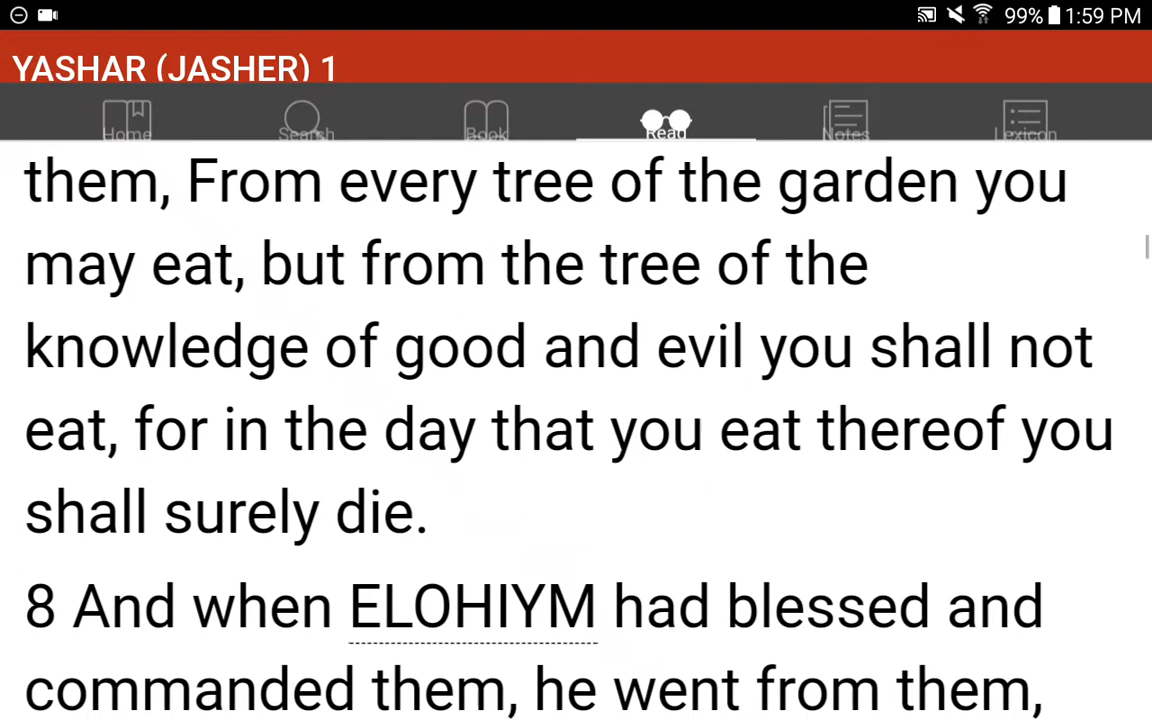 99% 1:59 PM
YASHAR (JASHER) 1
Home Search Book Read Notes Lexicon
them, From every tree of the garden you
may eat, but from the tree of the
knowledge of good and evil you shall not
eat, for in the day that you eat thereof you
shall surely die.
8 And when ELOHIYM had blessed and
commanded them, he went from them,